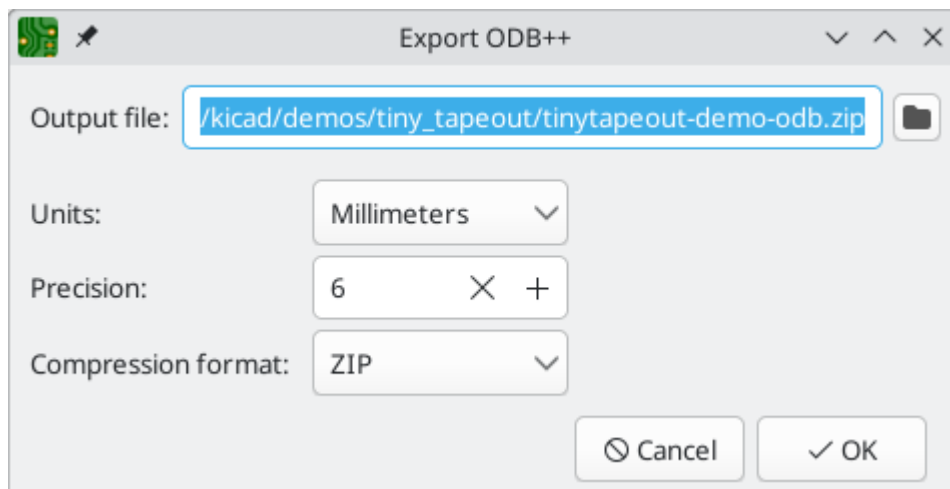 Export ODB++
Output file: /kicad/demos/tiny_tapeout/tinytapeout-demo-odb.zip
Units: Millimeters
Precision: 6
Compression format: ZIP
Cancel OK